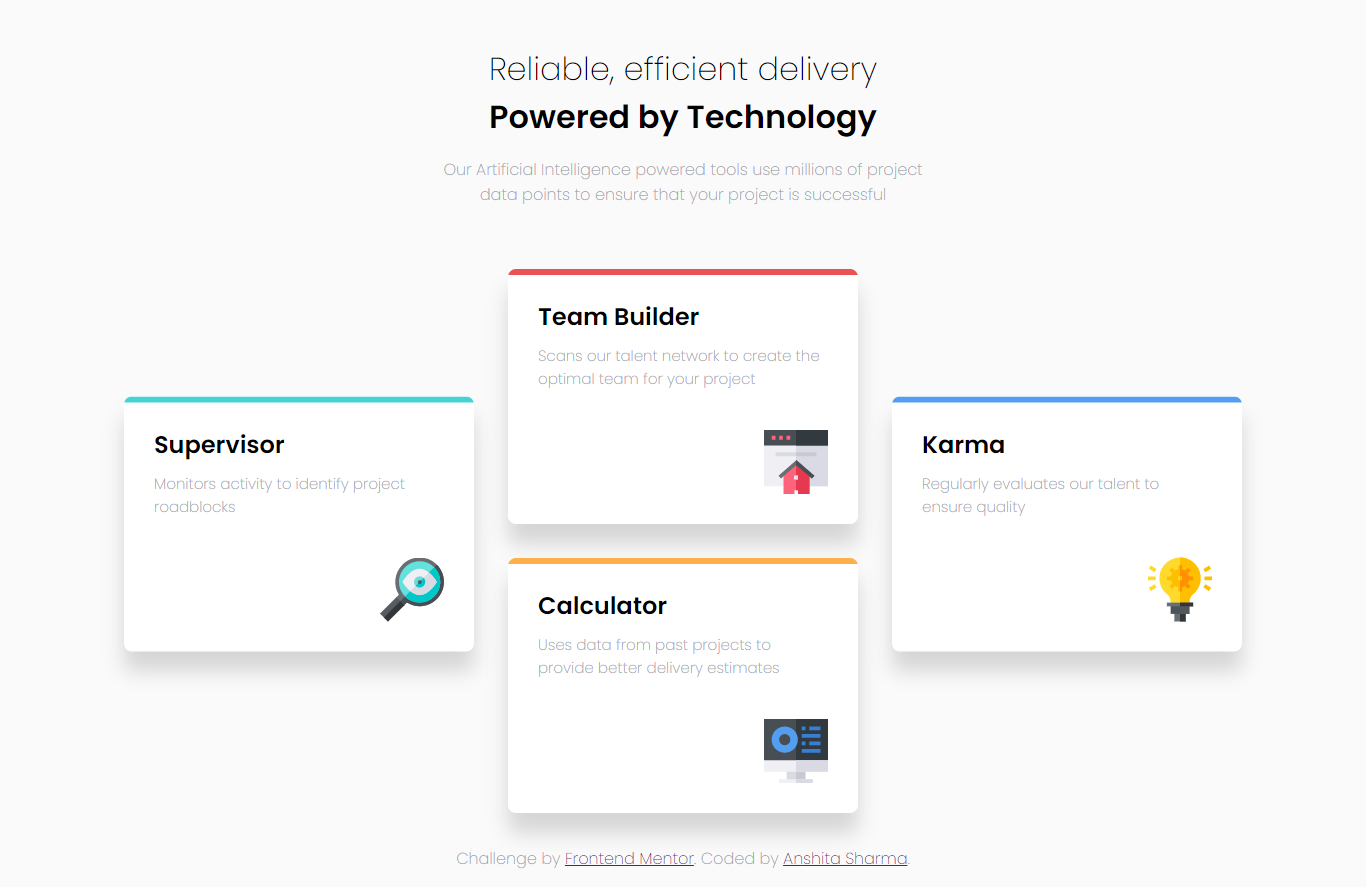 Reliable, efficient delivery
Powered by Technology
Our Artificial Intelligence powered tools use millions of project
data points to ensure that your project is successful
Team Builder
Scans our talent network to create the
optimal team for your project
Supervisor
Monitors activity to identify project
roadblocks
Karma
Regularly evaluates our talent to
ensure quality
Calculator
Uses data from past projects to
provide better delivery estimates
Challenge by Frontend Mentor. Coded by Anshita Sharma.